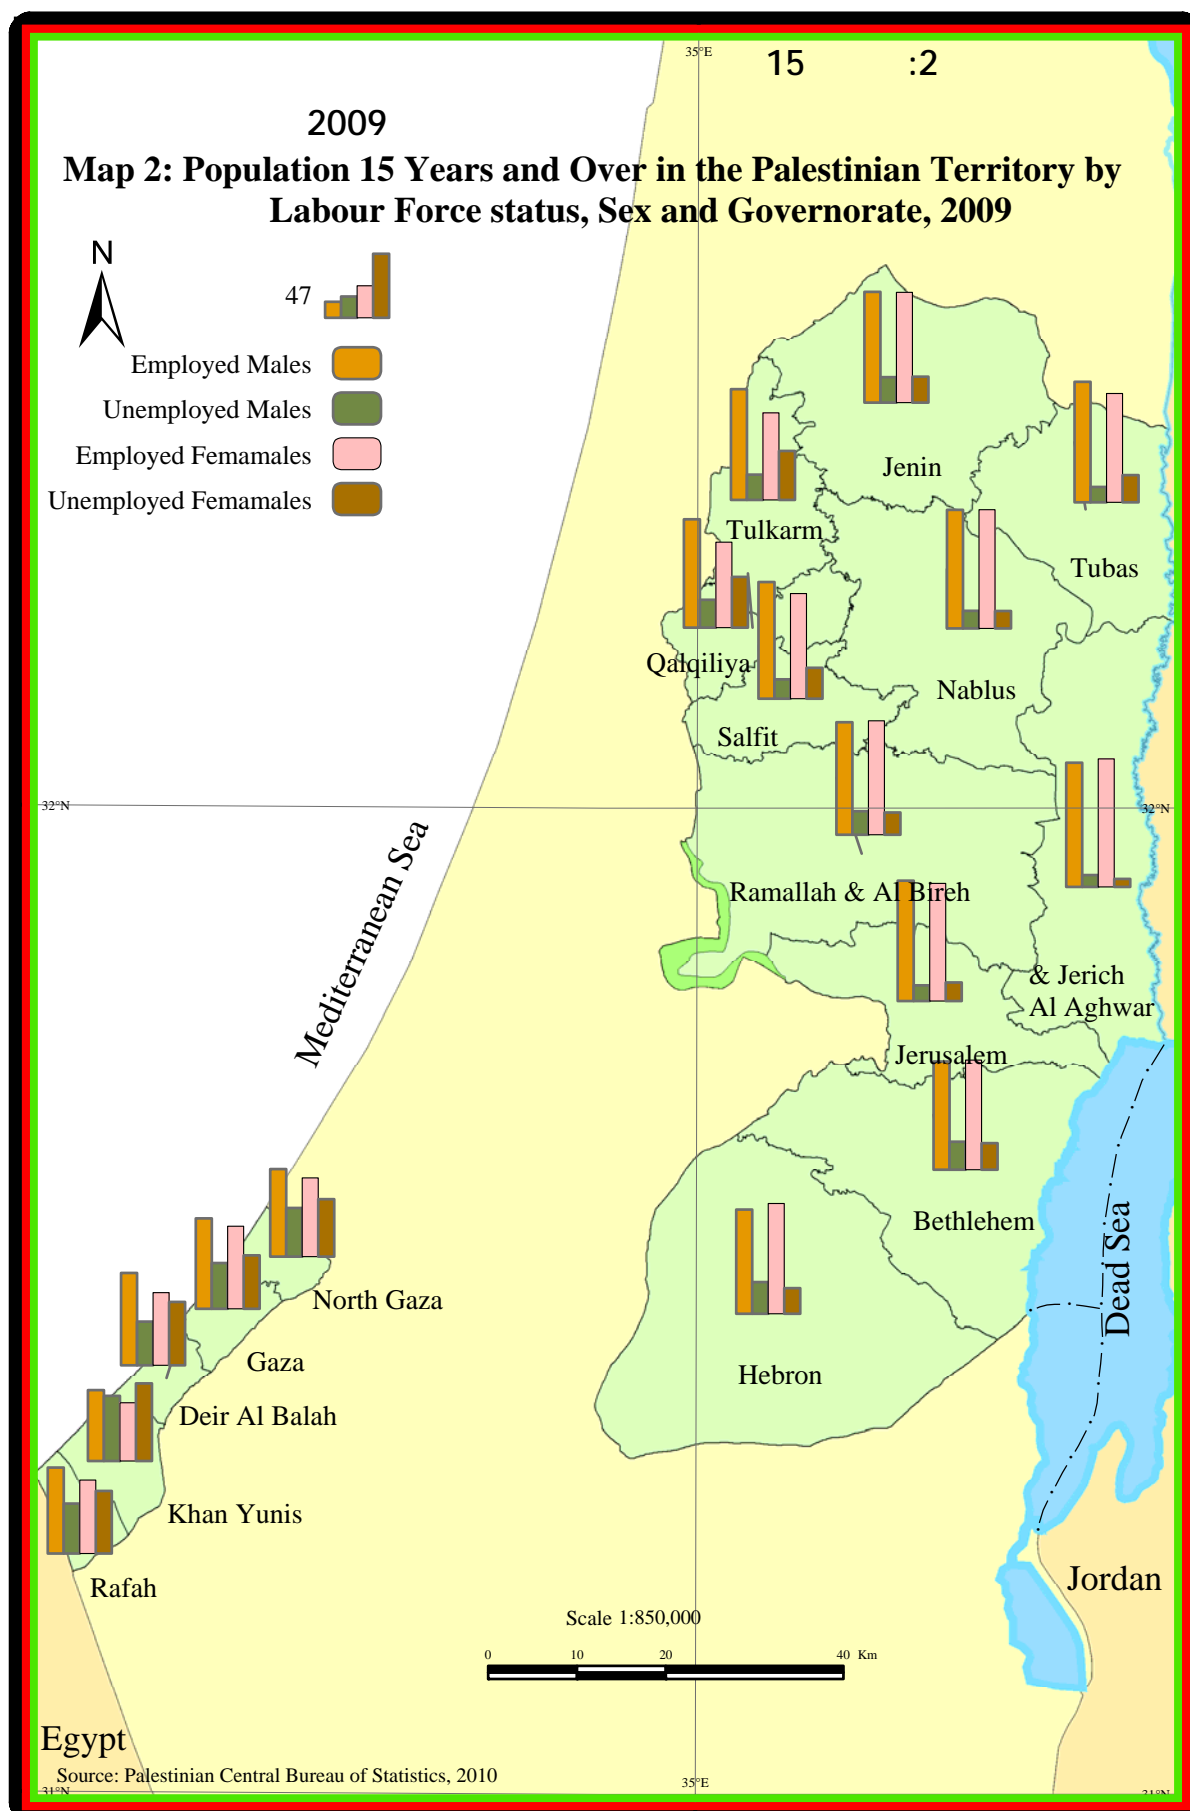 35°E
15 :2
2009
Map 2: Population 15 Years and Over in the Palestinian Territory by
Labour Force status, Sex and Governorate, 2009
N
47
Employed Males
Unemployed Males
Employed Femamales
Unemployed Femamales
Jenin
Tulkarm
Tubas
Qalqiliya
Nablus
Salfit
32°N
32°N
Mediterranean Sea
Ramallah & Al Bireh
& Jerich
Al Aghwar
Jerusalem
Bethlehem
Dead Sea
North Gaza
Gaza
Hebron
Deir Al Balah
Khan Yunis
Rafah
Jordan
Scale 1:850,000
0 10 20 40 Km
Egypt
Source: Palestinian Central Bureau of Statistics, 2010
35°E
31°N
31°N